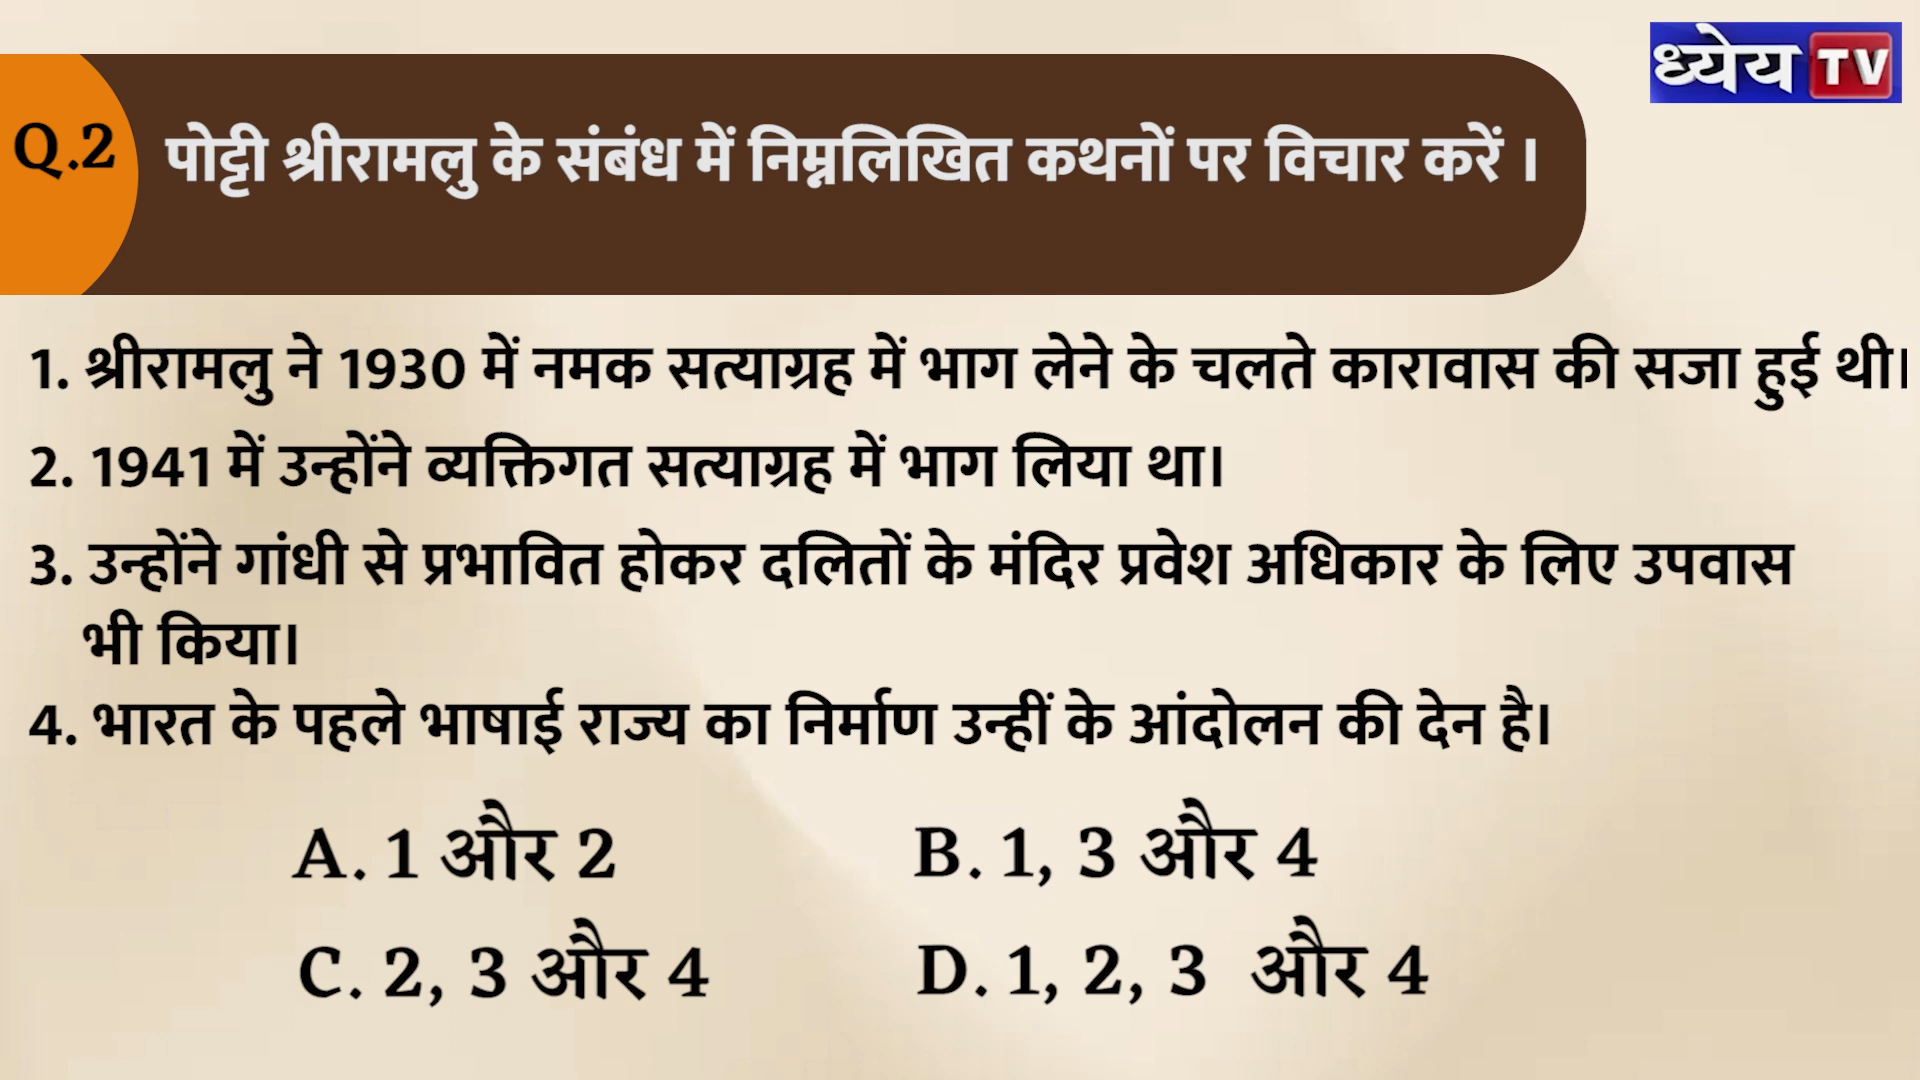 ध्येय TV
Q.2 पोट्टी श्रीरामलु के संबंध में निम्नलिखित कथनों पर विचार करें ।
1. श्रीरामलु ने 1930 में नमक सत्याग्रह में भाग लेने के चलते कारावास की सजा हुई थी।
2. 1941 में उन्होंने व्यक्तिगत सत्याग्रह में भाग लिया था।
3. उन्होंने गांधी से प्रभावित होकर दलितों के मंदिर प्रवेश अधिकार के लिए उपवास
भी किया।
4. भारत के पहले भाषाई राज्य का निर्माण उन्हीं के आंदोलन की देन है।
A. 1 और 2
B. 1, 3 और 4
C. 2, 3 और 4
D. 1, 2, 3 और 4